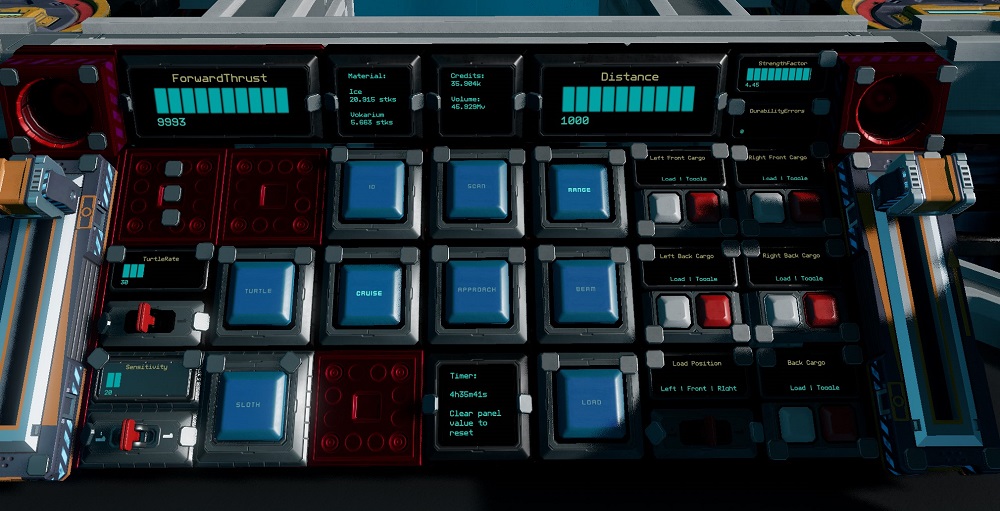 ForwardThrust
9993
Material:
Ice
20.915 stks
Vokarium
5.663 stks
Credits:
35.904k
Volume:
45.929Mv
Distance
1000
StrengthFactor
4.45
DurabilityErrors
0
ID
SCAN
RANGE
Left Front Cargo
Load | Toggle
Right Front Cargo
Load | Toggle
TurtleRate
30
TURTLE
CRUISE
APPROACH
BEAM
Left Back Cargo
Load | Toggle
Right Back Cargo
Load | Toggle
Sensitivity
20
SLOTH
Timer:
4h35m41s
Clear panel
value to
reset
LOAD
Load Position
Left | Front | Right
Back Cargo
Load | Toggle